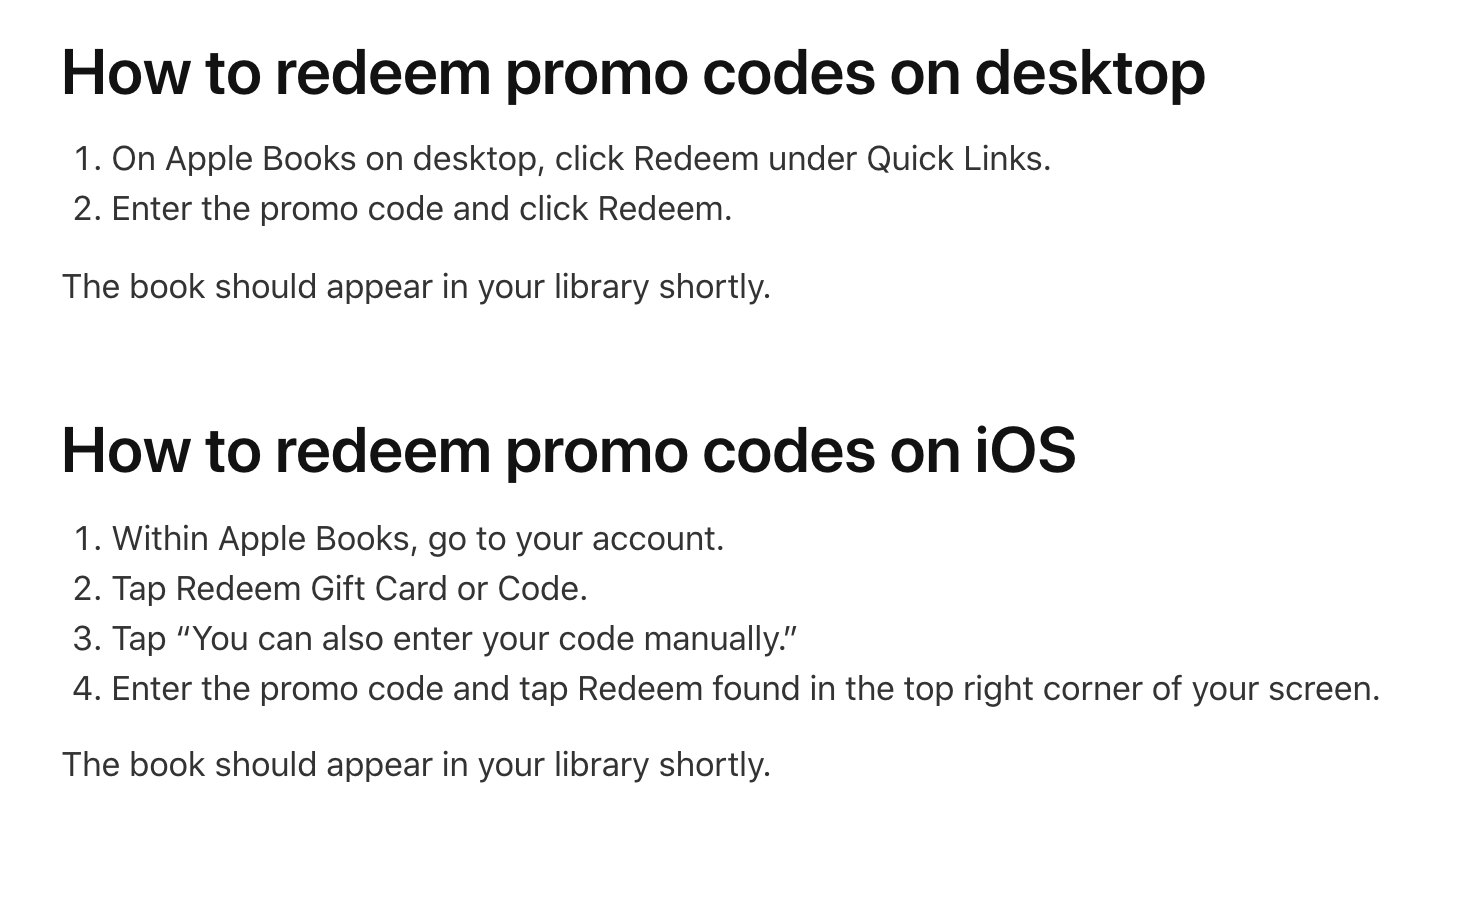 How to redeem promo codes on desktop
1. On Apple Books on desktop, click Redeem under Quick Links.
2. Enter the promo code and click Redeem.
The book should appear in your library shortly.
How to redeem promo codes on iOS
1. Within Apple Books, go to your account.
2. Tap Redeem Gift Card or Code.
3. Tap “You can also enter your code manually.”
4. Enter the promo code and tap Redeem found in the top right corner of your screen.
The book should appear in your library shortly.